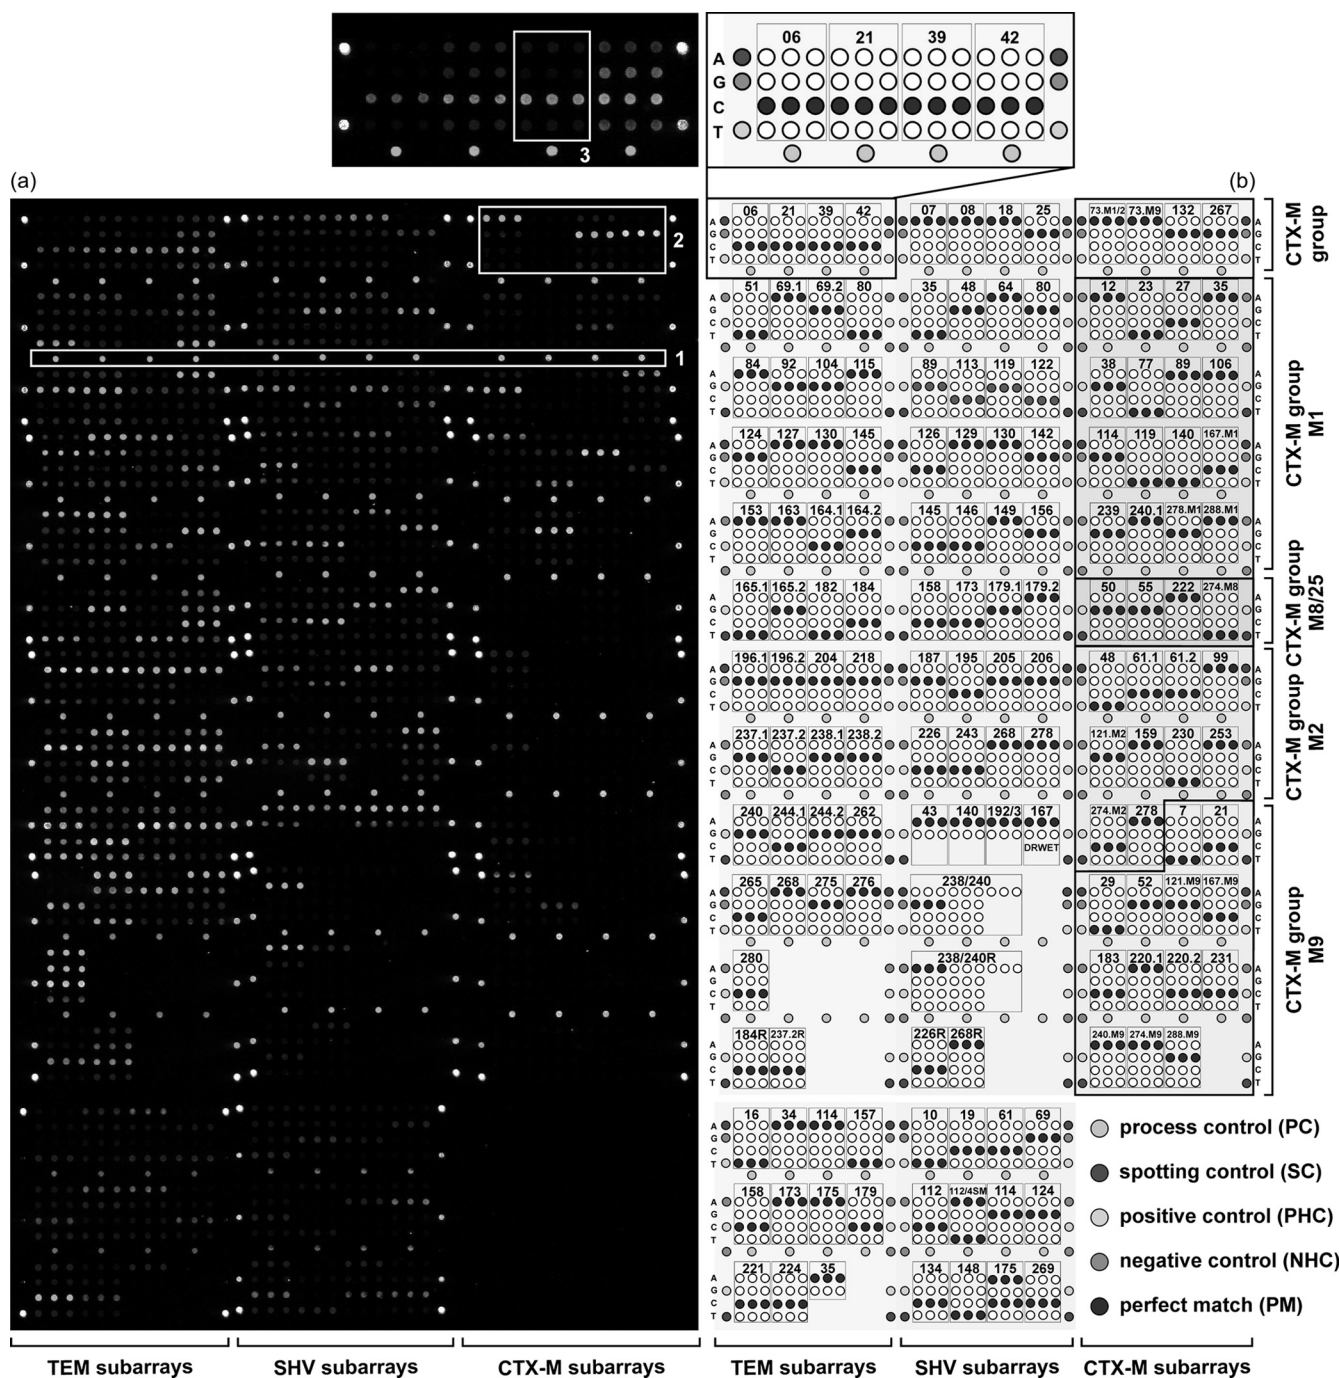 3
06 21 39 42
A
G
C
T
(a)
(b)
2
1
06 21 39 42 07 08 18 25 73.M1/2 73.M9 132 267
A G C T
A G C T
CTX-M group
51 69.1 69.2 80 35 48 64 80 12 23 27 35
A G C T
A G C T
84 92 104 115 89 113 119 122 38 77 89 106
A G C T
A G C T
124 127 130 145 126 129 130 142 114 119 140 167.M1
A G C T
A G C T
153 163 164.1 164.2 145 146 149 156 239 240.1 278.M1 288.M1
A G C T
A G C T
CTX-M group M1
165.1 165.2 182 184 158 173 179.1 179.2 50 55 222 274.M8
A G C T
A G C T
CTX-M group M8/25
196.1 196.2 204 218 187 195 205 206 48 61.1 61.2 99
A G C T
A G C T
237.1 237.2 238.1 238.2 226 243 268 278 121.M2 159 230 253
A G C T
A G C T
CTX-M group M2
240 244.1 244.2 262 43 140 192/3 167 274.M2 278 7 21
DRWET
A G C T
A G C T
265 268 275 276 238/240 29 52 121.M9 167.M9
A G C T
A G C T
280 238/240R 183 220.1 220.2 231
A G C T
A G C T
184R 237.2R 226R 268R 240.M9 274.M9 288.M9
A G C T
A G C T
CTX-M group M9
16 34 114 157 10 19 61 69
A G C T
158 173 175 179 112 112/4SM 114 124
A G C T
221 224 35 134 148 175 269
A G C T
process control (PC)
spotting control (SC)
positive control (PHC)
negative control (NHC)
perfect match (PM)
TEM subarrays SHV subarrays CTX-M subarrays TEM subarrays SHV subarrays CTX-M subarrays